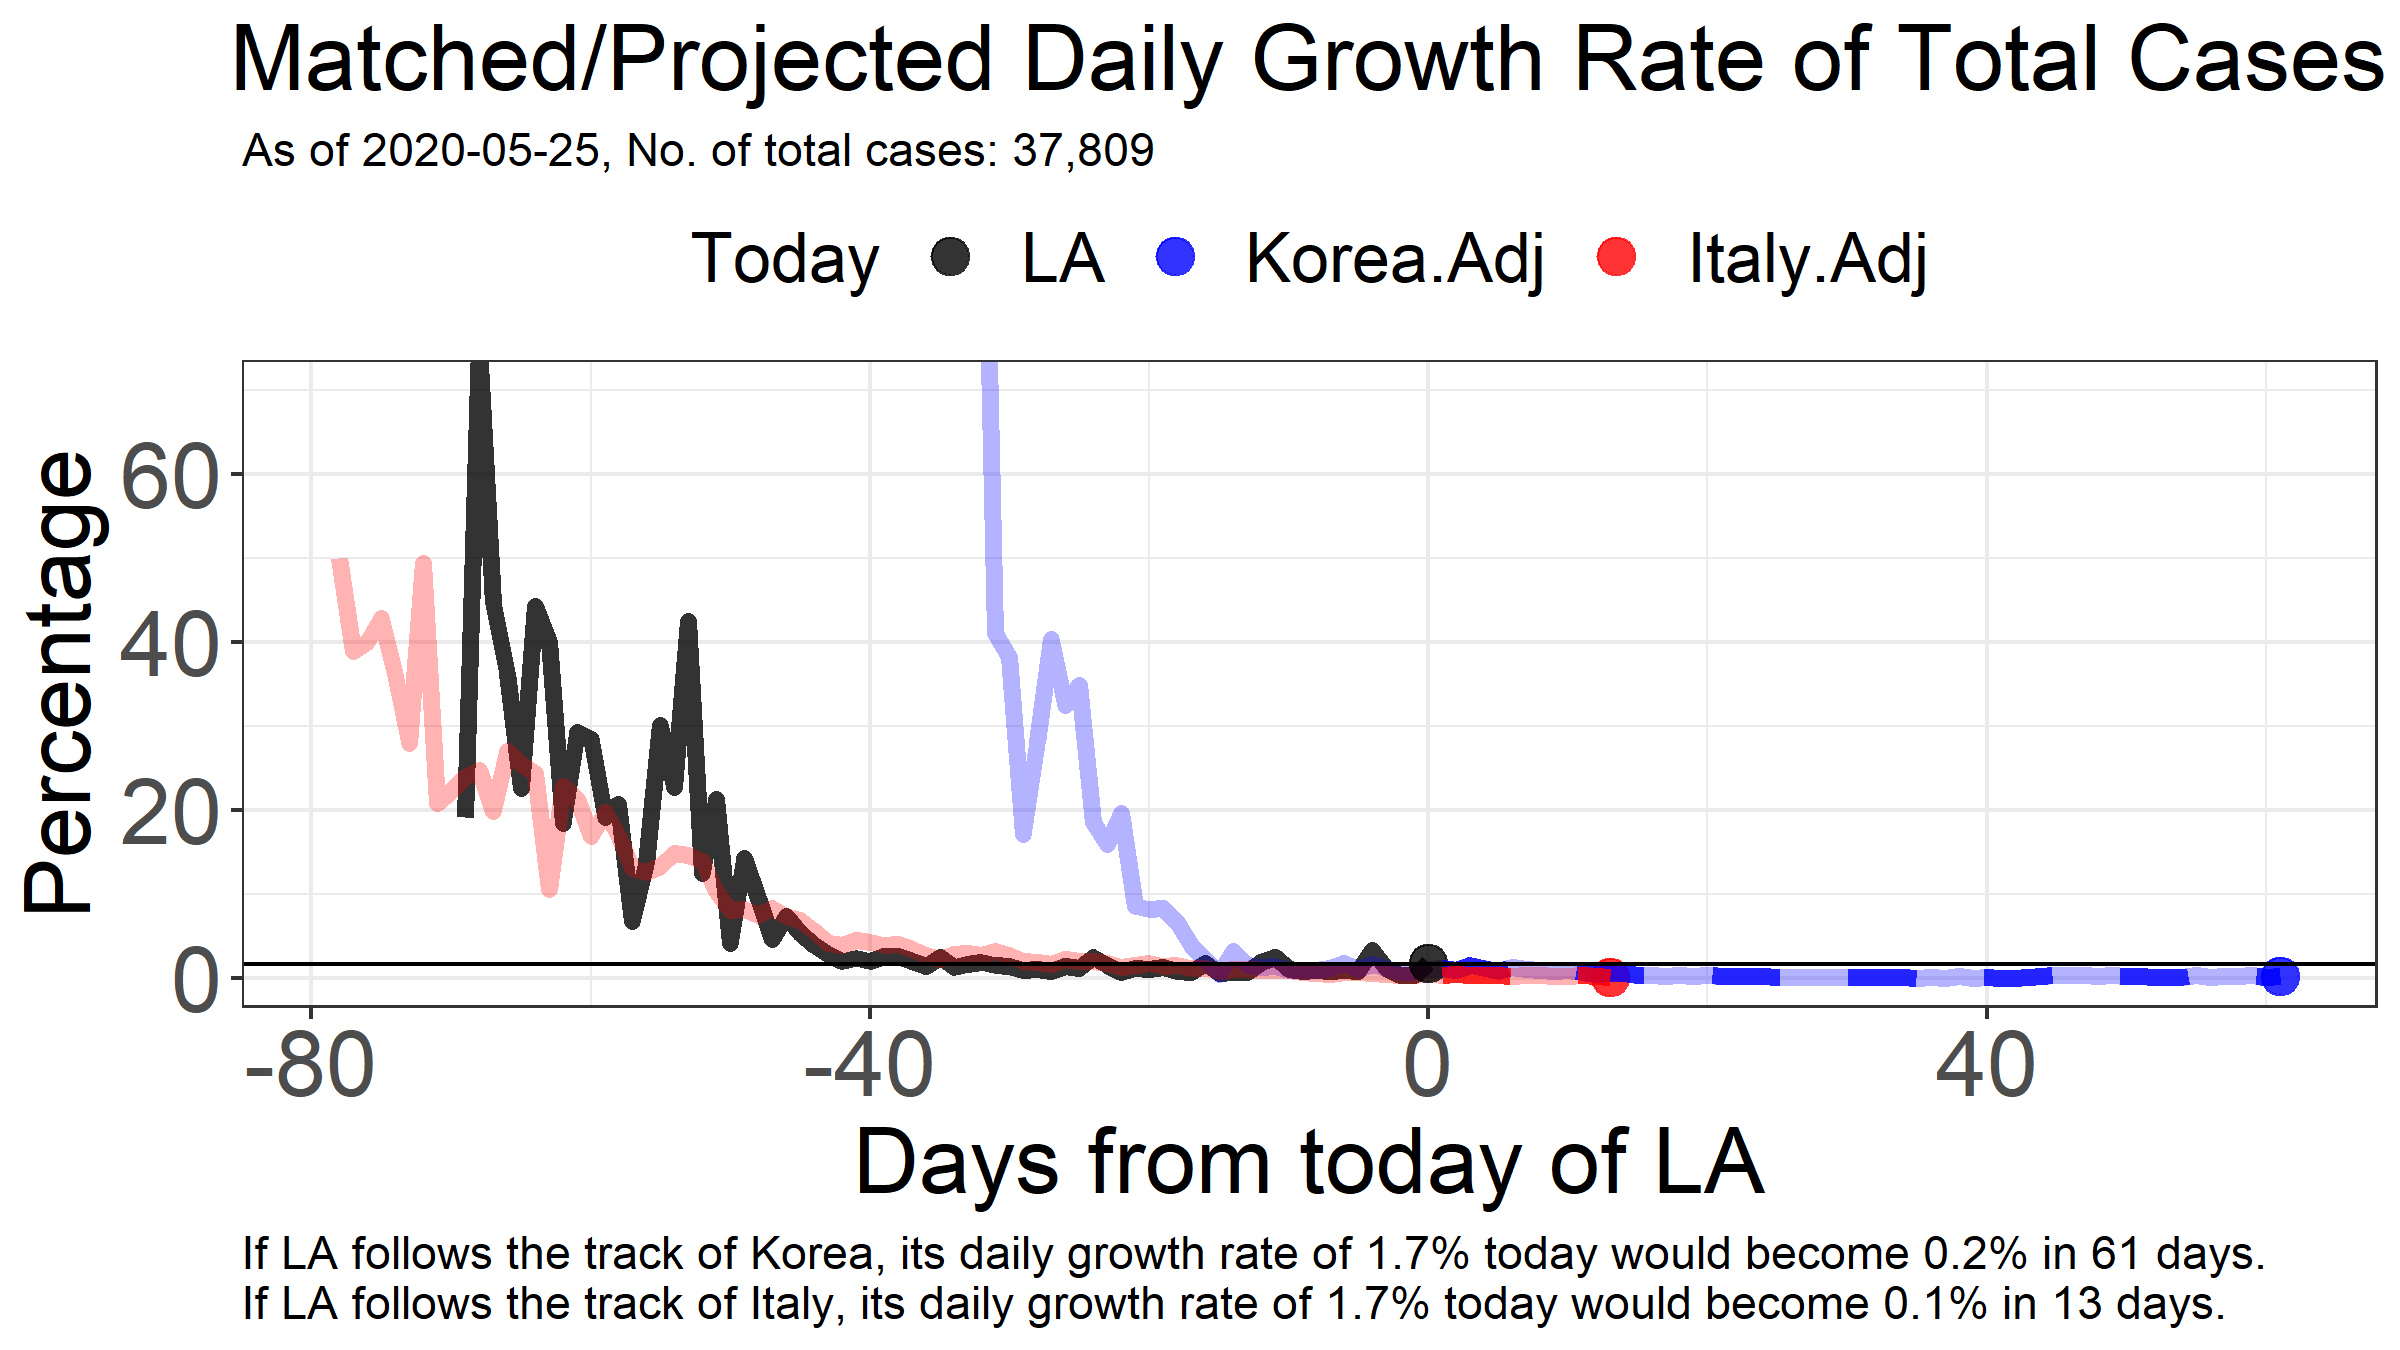 Matched/Projected Daily Growth Rate of Total Cases
As of 2020-05-25, No. of total cases: 37,809
Today LA Korea.Adj Italy.Adj
Percentage
60
40
20
0
-80 -40 0 40
Days from today of LA
If LA follows the track of Korea, its daily growth rate of 1.7% today would become 0.2% in 61 days.
If LA follows the track of Italy, its daily growth rate of 1.7% today would become 0.1% in 13 days.